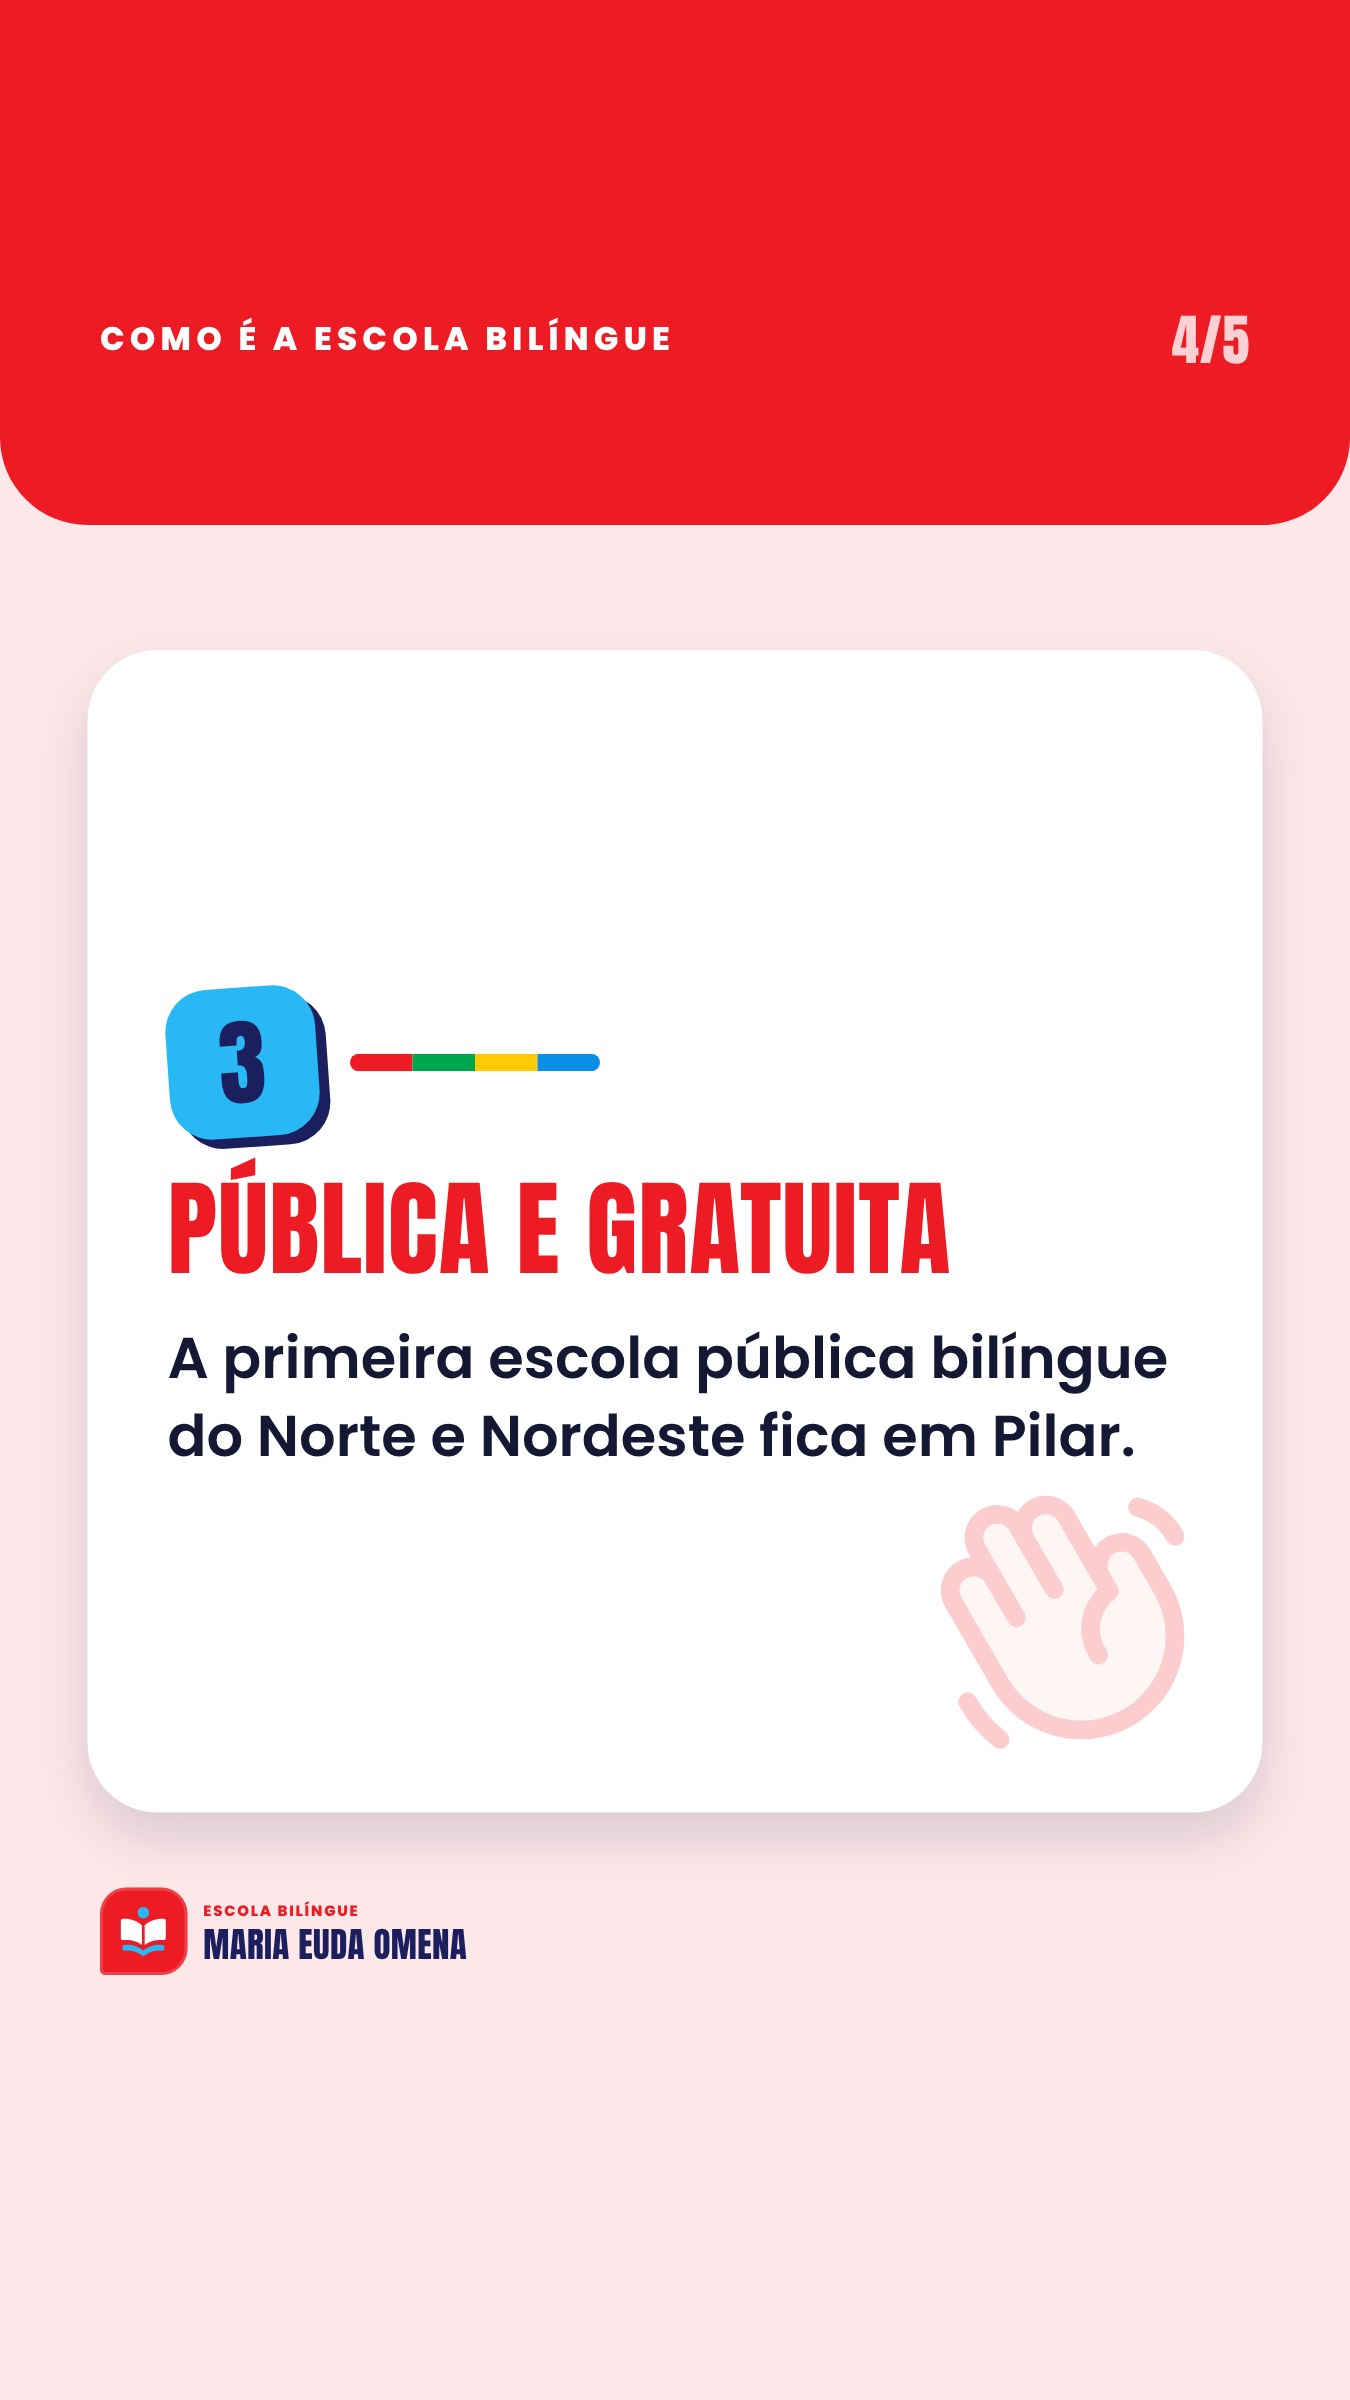 COMO É A ESCOLA BILÍNGUE
4/5
3
PÚBLICA E GRATUITA
A primeira escola pública bilíngue
do Norte e Nordeste fica em Pilar.
ESCOLA BILÍNGUE
MARIA EUDA OMENA